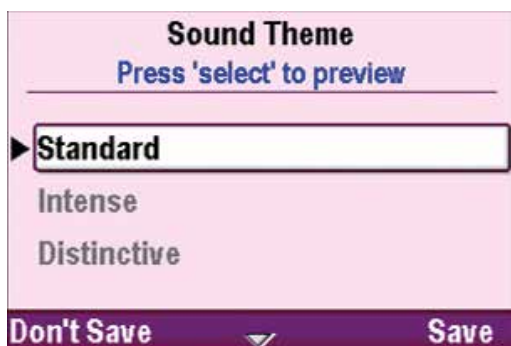 Sound Theme
Press 'select' to preview
Standard
Intense
Distinctive
Don't Save Save